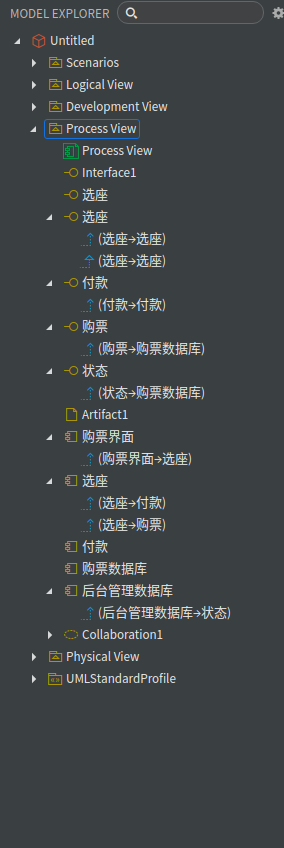 MODEL EXPLORER
Untitled
Scenarios
Logical View
Development View
Process View
Process View
Interface1
选座
选座
(选座→选座)
(选座→选座)
付款
(付款→付款)
购票
(购票→购票数据库)
状态
(状态→购票数据库)
Artifact1
购票界面
(购票界面→选座)
选座
(选座→付款)
(选座→购票)
付款
购票数据库
后台管理数据库
(后台管理数据库→状态)
Collaboration1
Physical View
UMLStandardProfile